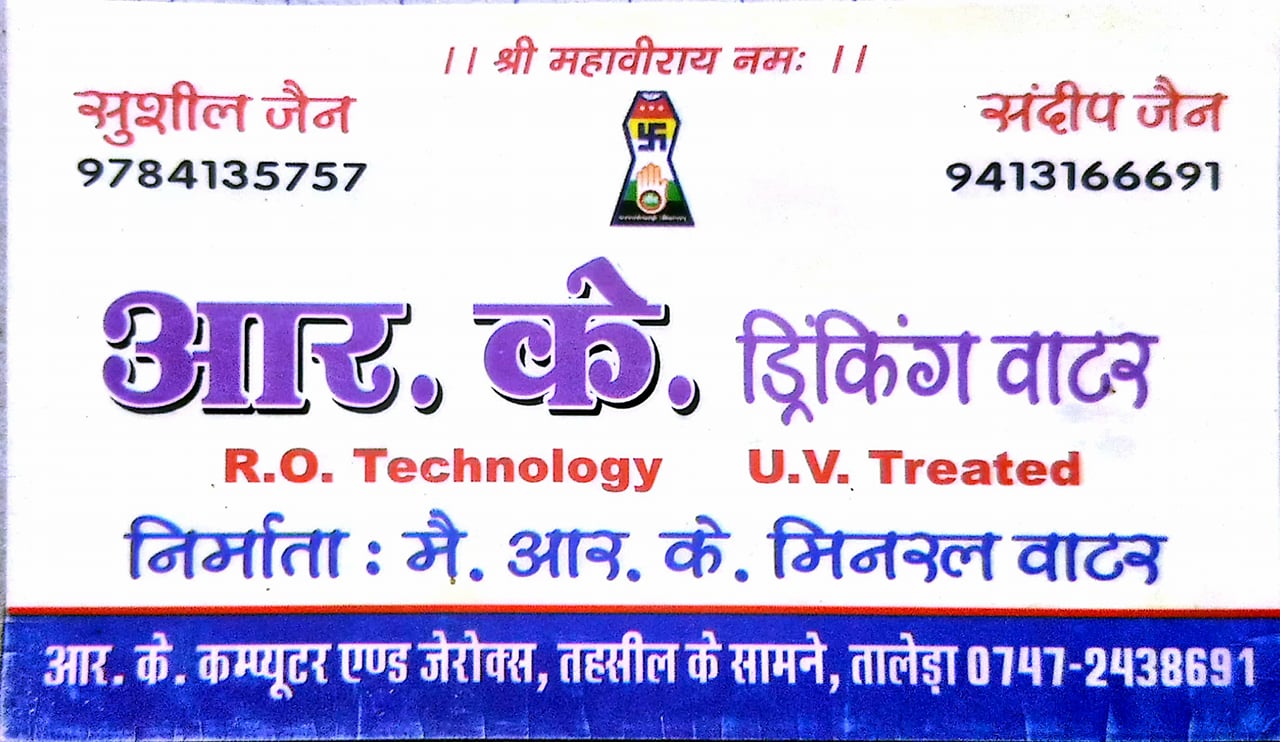 ।। श्री महावीराय नमः ।।
सुशील जैन
9784135757
संदीप जैन
9413166691
आर. के. ड्रिंकिंग वाटर
R.O. Technology U.V. Treated
निर्माता : मै. आर. के. मिनरल वाटर
आर. के. कम्प्यूटर एण्ड जेरोक्स, तहसील के सामने, तालेड़ा 0747-2438691